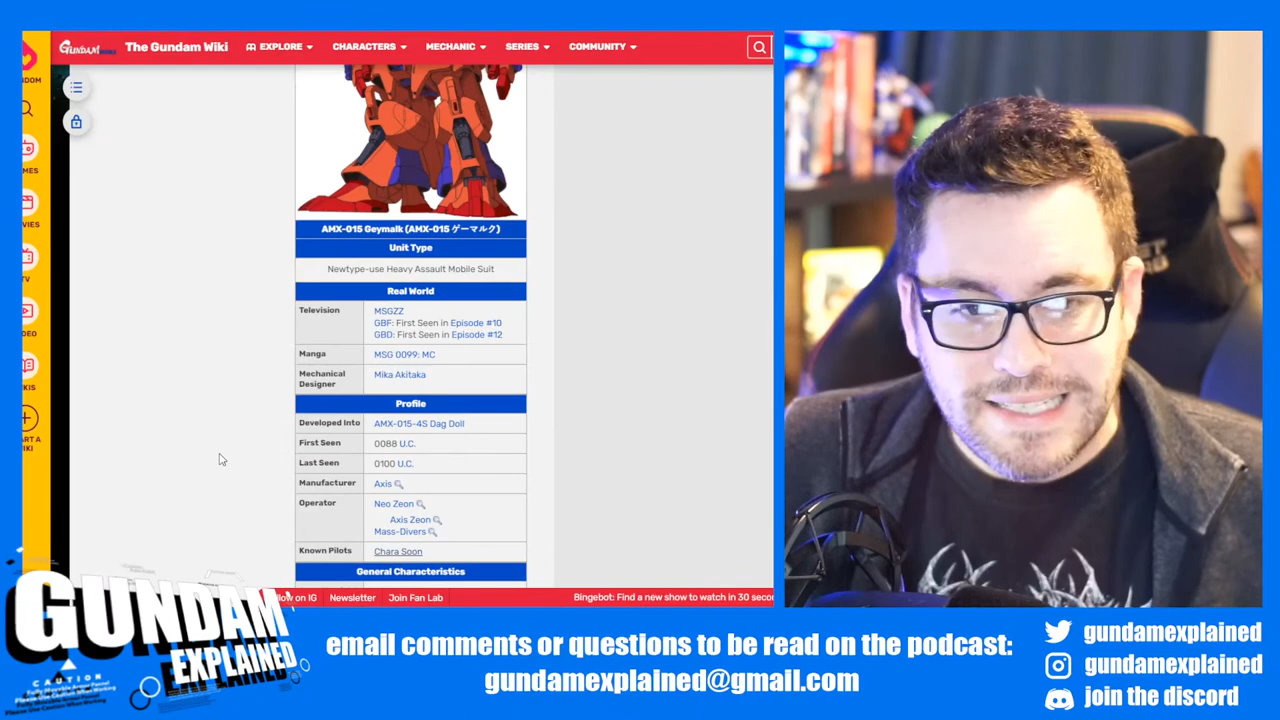 The Gundam Wiki
EXPLORE
CHARACTERS
MECHANIC
SERIES
COMMUNITY
AMX-015 Geymalk (AMX-015 ゲーマルク)
Unit Type
Newtype-use Heavy Assault Mobile Suit
Real World
Television
MSGZZ
GBF: First Seen in Episode #10
GBD: First Seen in Episode #12
Manga
MSG 0099: MC
Mechanical Designer
Mika Akitaka
Profile
Developed Into
AMX-015-4S Dag Doll
First Seen
0088 U.C.
Last Seen
0100 U.C.
Manufacturer
Axis
Operator
Neo Zeon
Axis Zeon
Mass-Divers
Known Pilots
Chara Soon
General Characteristics
on IG
Newsletter
Join Fan Lab
Bingebot: Find a new show to watch in 30 secon
GUNDAM
EXPLAINED
CAUTION
email comments or questions to be read on the podcast:
gundamexplained@gmail.com
gundamexplained
gundamexplained
join the discord